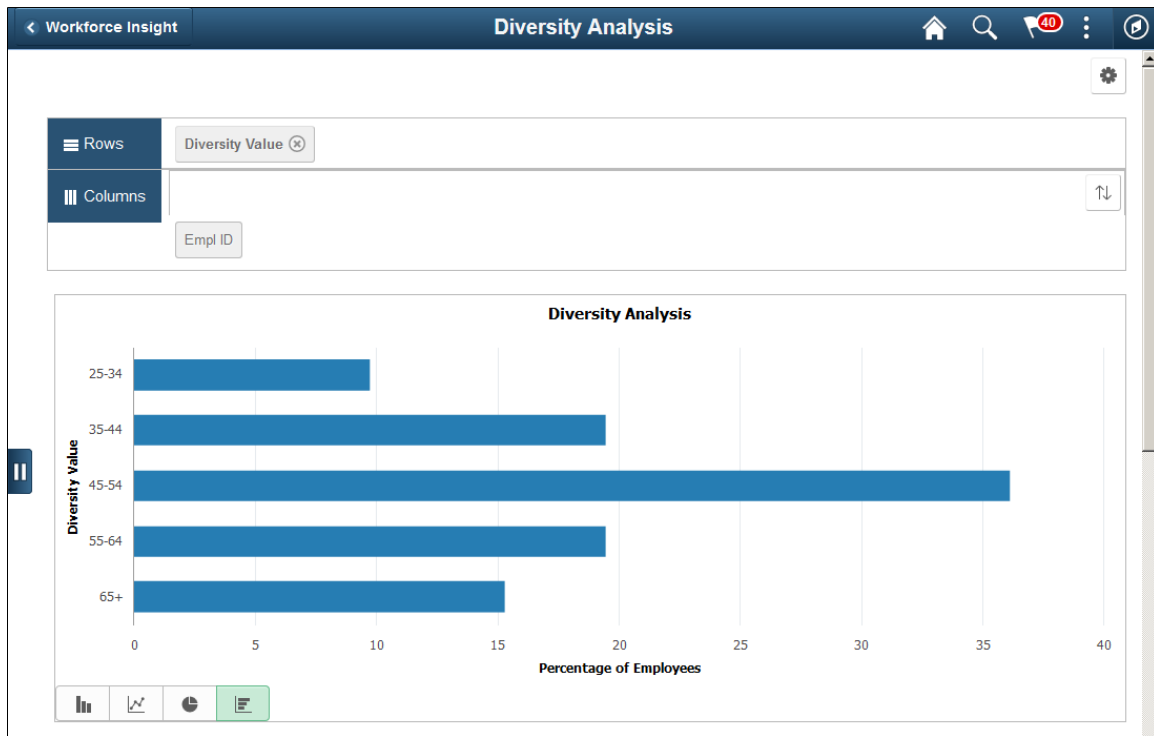 Workforce Insight
Diversity Analysis
40
Rows
Diversity Value
Columns
Empl ID
Diversity Analysis
Diversity Value
25-34
35-44
45-54
55-64
65+
0 5 10 15 20 25 30 35 40
Percentage of Employees